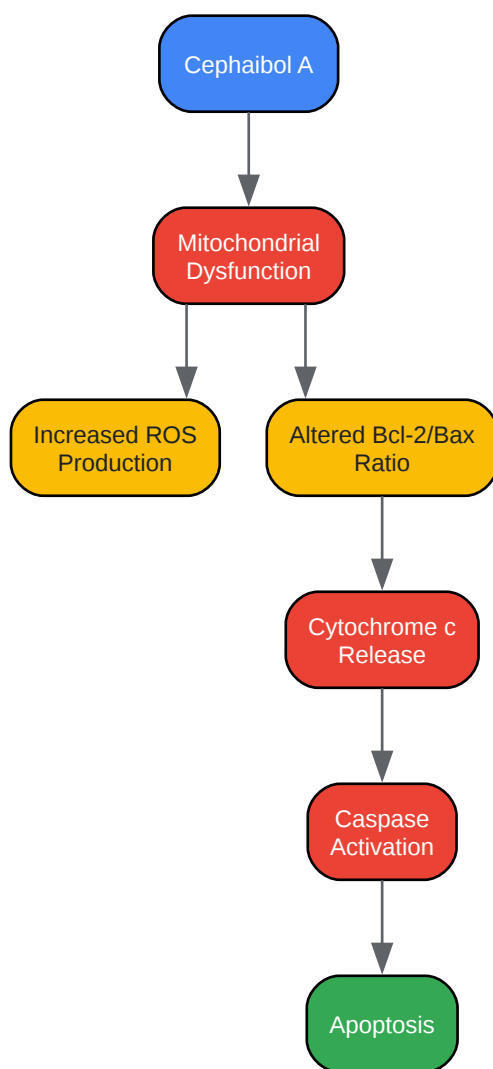 Cephaibol A
Mitochondrial
Dysfunction
Increased ROS
Production
Altered Bcl-2/Bax
Ratio
Cytochrome c
Release
Caspase
Activation
Apoptosis